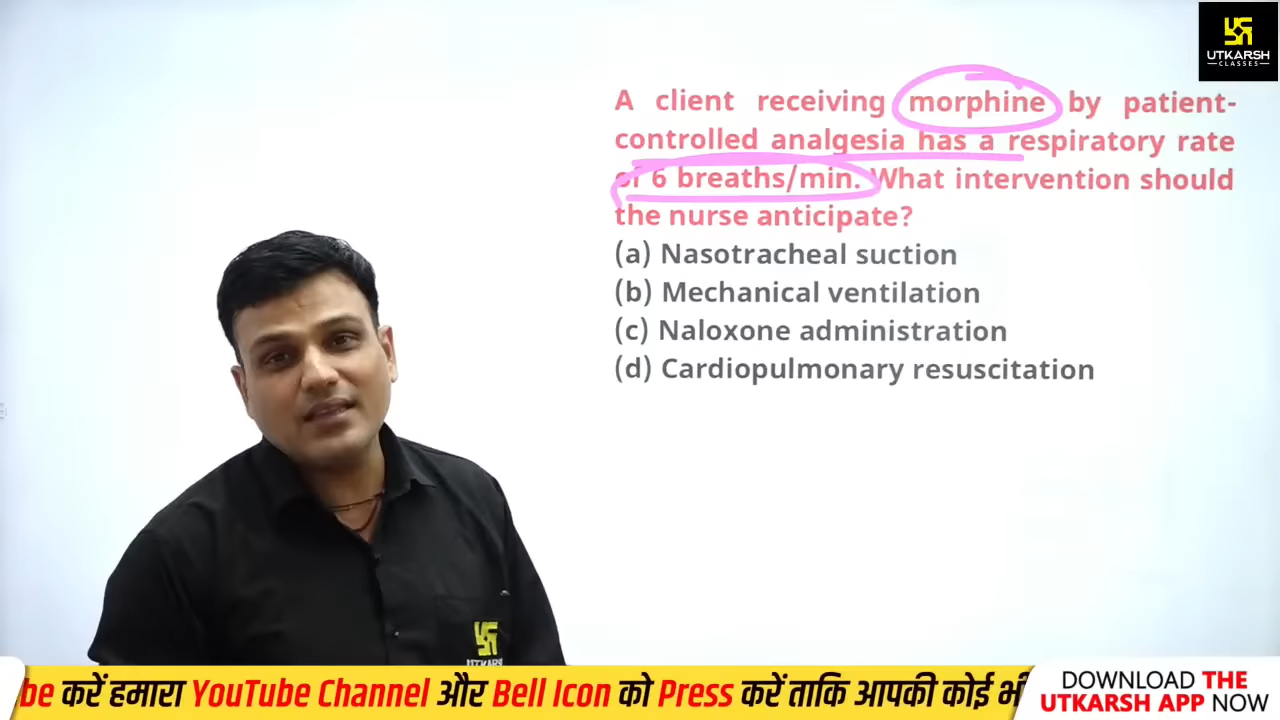 UTKARSH
CLASSES
A client receiving morphine by patient-
controlled analgesia has a respiratory rate
of 6 breaths/min. What intervention should
the nurse anticipate?
(a) Nasotracheal suction
(b) Mechanical ventilation
(c) Naloxone administration
(d) Cardiopulmonary resuscitation
UTKARSH
be करें हमारा YouTube Channel और Bell Icon को Press करें ताकि आपकी कोई भी
DOWNLOAD THE
UTKARSH APP NOW